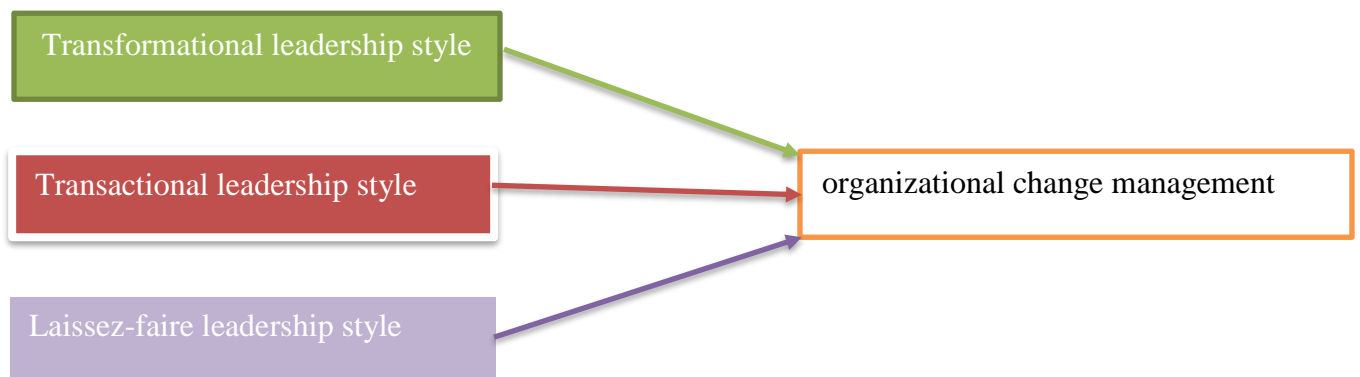 Transformational leadership style
Transactional leadership style
organizational change management
Laissez-faire leadership style